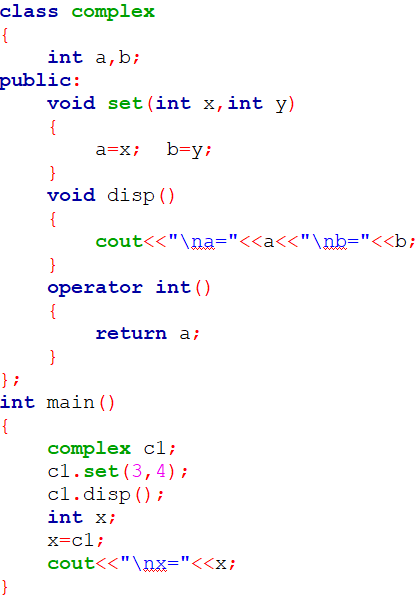 class complex
{
    int a,b;
public:
    void set(int x,int y)
    {
        a=x;  b=y;
    }
    void disp()
    {
        cout<<"\na="<<a<<"\nb="<<b;
    }
    operator int()
    {
        return a;
    }
};
int main()
{
    complex c1;
    c1.set(3,4);
    c1.disp();
    int x;
    x=c1;
    cout<<"\nx="<<x;
}